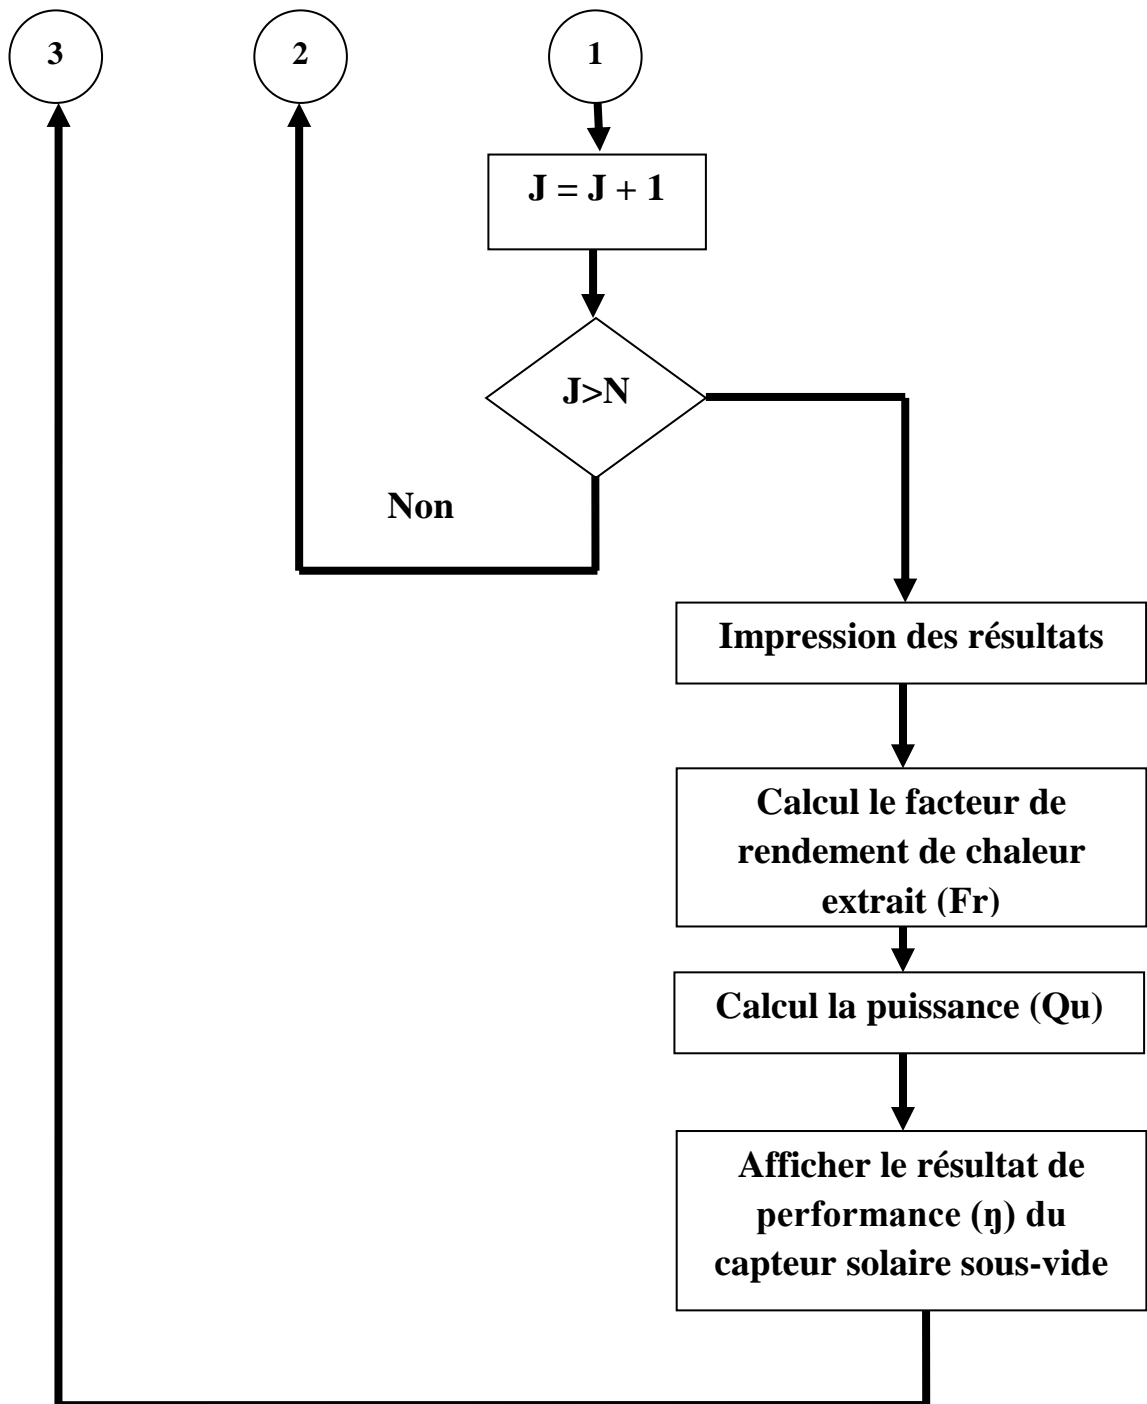 3
2
1
J = J + 1
J>N
Non
Impression des résultats
Calcul le facteur de
rendement de chaleur
extrait (Fr)
Calcul la puissance (Qu)
Afficher le résultat de
performance (ŋ) du
capteur solaire sous-vide